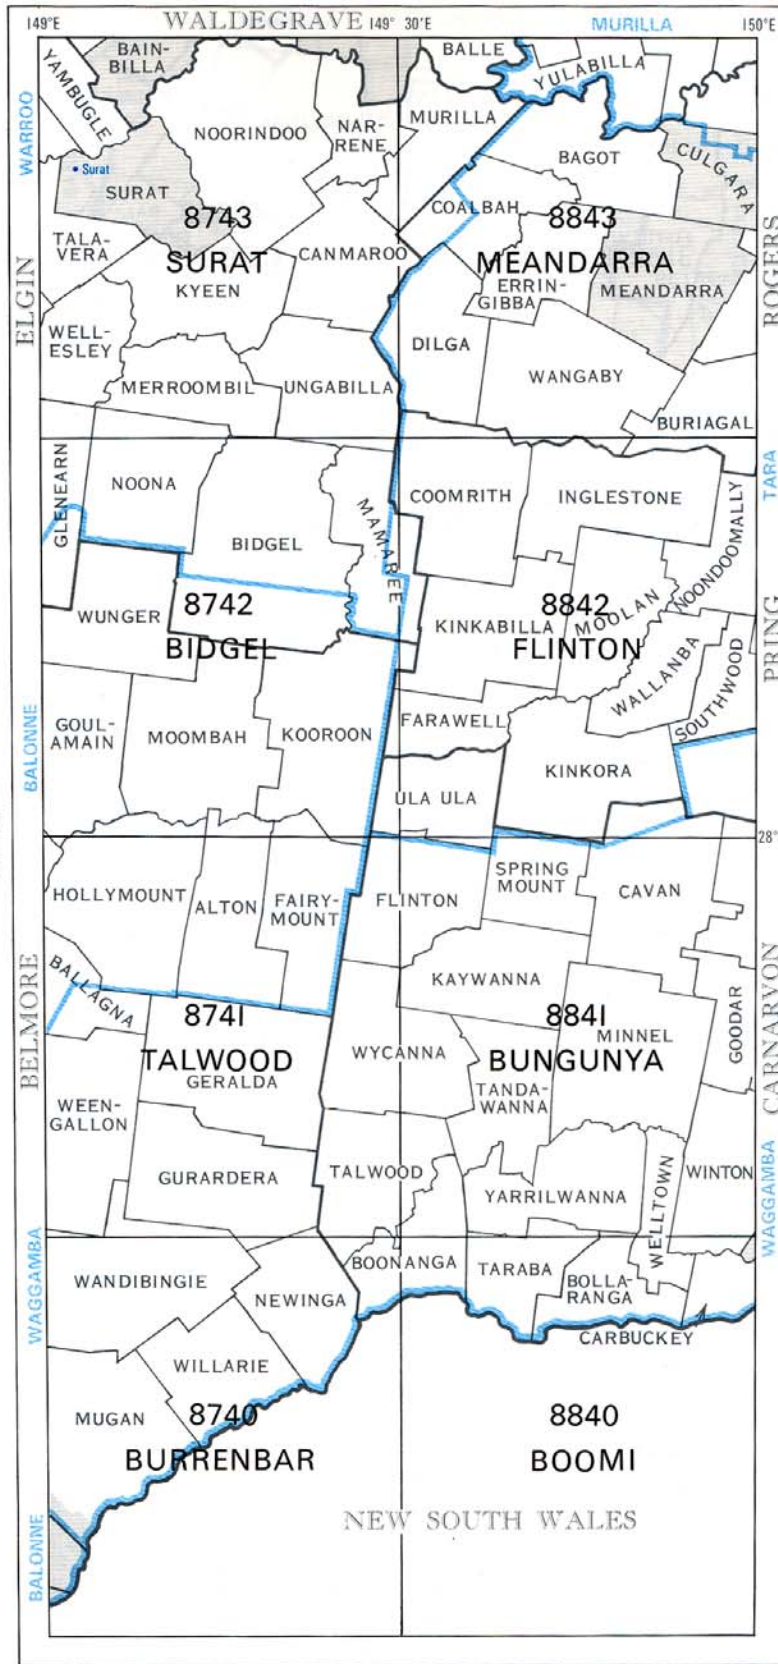 149°E
WALDEGRAVE
149° 30'E
MURILLA
150°E
BAIN-
BILLA
BALLE
YAMBUGLE
YULABILLA
WARROO
NOORINDOO
NAR-
RENE
MURILLA
BAGOT
CULGARA
Surat
SURAT
COALBAH
8743
SURAT
8843
MEANDARRA
ROGERS
TALA-
VERA
CANMAROO
ELGIN
KYEEN
ERRIN-
GIBBA
MEANDARRA
WELL-
ESLEY
DILGA
WANGABY
MERROOMBIL
UNGABILLA
BURIAGAL
GLENEARN
NOONA
MAMAREE
COOMRITH
INGLESTONE
TARA
NOONDOOMALLY
BIDGEL
8742
BIDGEL
8842
FLINTON
WUNGER
KINKABILLA
MOOLAN
PRING
WALLANBA
SOUTHWOOD
BALONNE
GOUL-
AMAIN
MOOMBAH
KOOROON
FARAWELL
KINKORA
ULA ULA
28°
HOLLYMOUNT
ALTON
FAIRY-
MOUNT
FLINTON
SPRING
MOUNT
CAVAN
BELMORE
BALLAGNA
KAYWANNA
GOODAR
CARNARVON
8741
TALWOOD
8841
BUNGUNYA
MINNEL
GERALDA
WYCANNA
TANDA-
WANNA
WEEN-
GALLON
GURARDERA
TALWOOD
YARRILWANNA
WELLTOWN
WINTON
WAGGAMBA
WAGGAMBA
WANDIBINGIE
NEWINGA
BOONANGA
TARABA
BOLLA-
RANGA
CARBUCKEY
WILLARIE
MUGAN
8740
BURRENBAR
8840
BOOMI
NEW SOUTH WALES
BALONNE